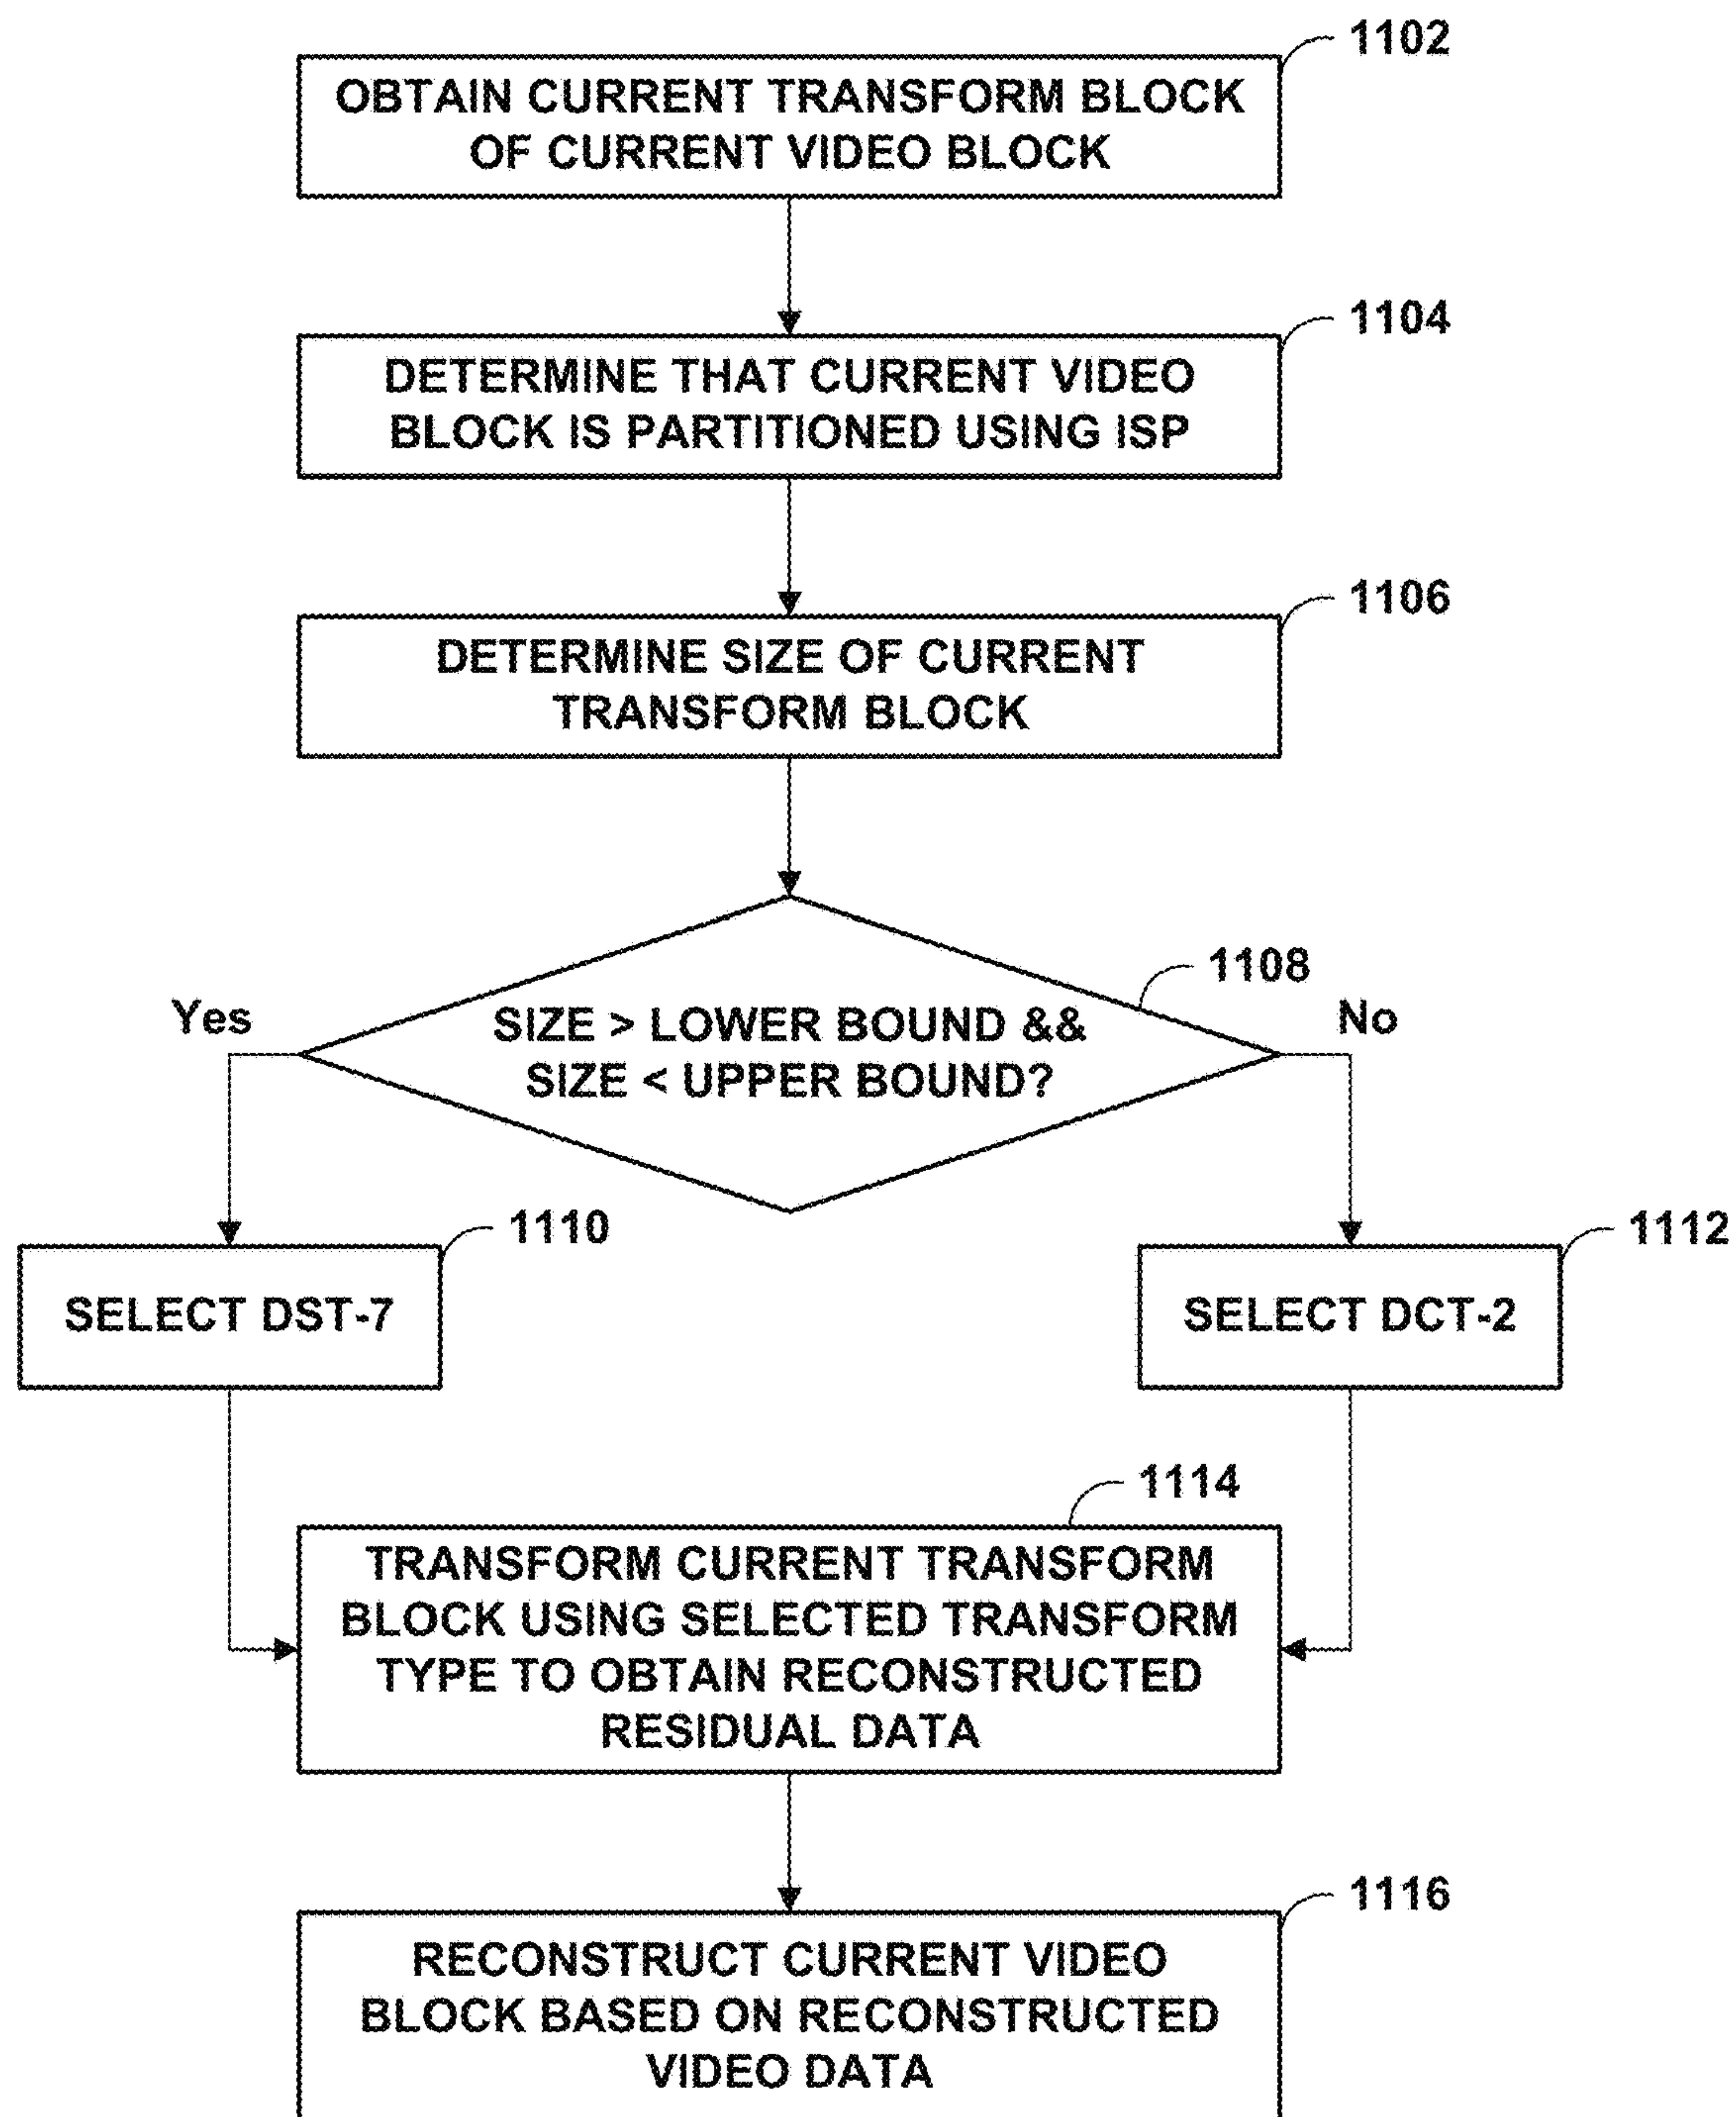 1102
OBTAIN CURRENT TRANSFORM BLOCK
OF CURRENT VIDEO BLOCK
1104
DETERMINE THAT CURRENT VIDEO
BLOCK IS PARTITIONED USING ISP
1106
DETERMINE SIZE OF CURRENT
TRANSFORM BLOCK
1108
Yes
No
SIZE > LOWER BOUND &&
SIZE < UPPER BOUND?
1110
1112
SELECT DST-7
SELECT DCT-2
1114
TRANSFORM CURRENT TRANSFORM
BLOCK USING SELECTED TRANSFORM
TYPE TO OBTAIN RECONSTRUCTED
RESIDUAL DATA
1116
RECONSTRUCT CURRENT VIDEO
BLOCK BASED ON RECONSTRUCTED
VIDEO DATA